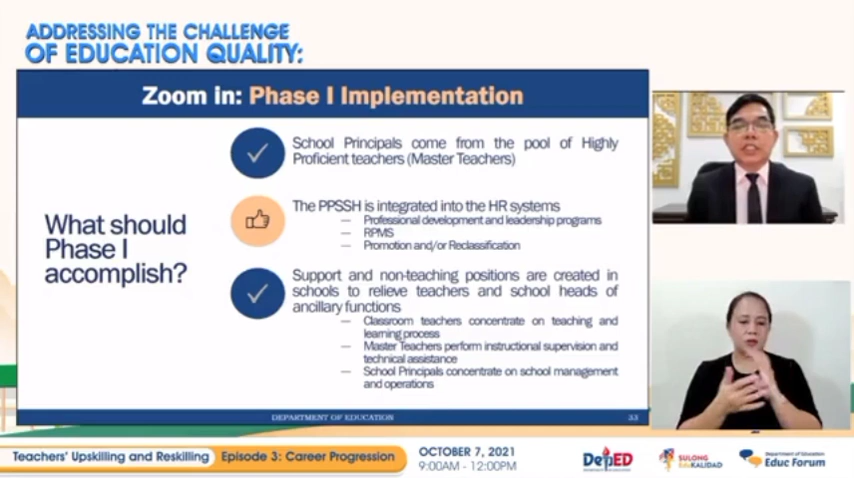 ADDRESSING THE CHALLENGE
OF EDUCATION QUALITY:
Zoom in: Phase I Implementation
What should
Phase I
accomplish?
School Principals come from the pool of Highly
Proficient teachers (Master Teachers)
The PPSSH is integrated into the HR systems
— Professional development and leadership programs
— RPMS
— Promotion and/or Reclassification
Support and non-teaching positions are created in
schools to relieve teachers and school heads of
ancillary functions
— Classroom teachers concentrate on teaching and
learning process
— Master Teachers perform instructional supervision and
technical assistance
— School Principals concentrate on school management
and operations
DEPARTMENT OF EDUCATION
33
Teachers' Upskilling and Reskilling
Episode 3: Career Progression
OCTOBER 7, 2021
9:00AM - 12:00PM
DepED
DEPARTMENT OF EDUCATION
SULONG
EduKALIDAD
Department of Education
Educ Forum